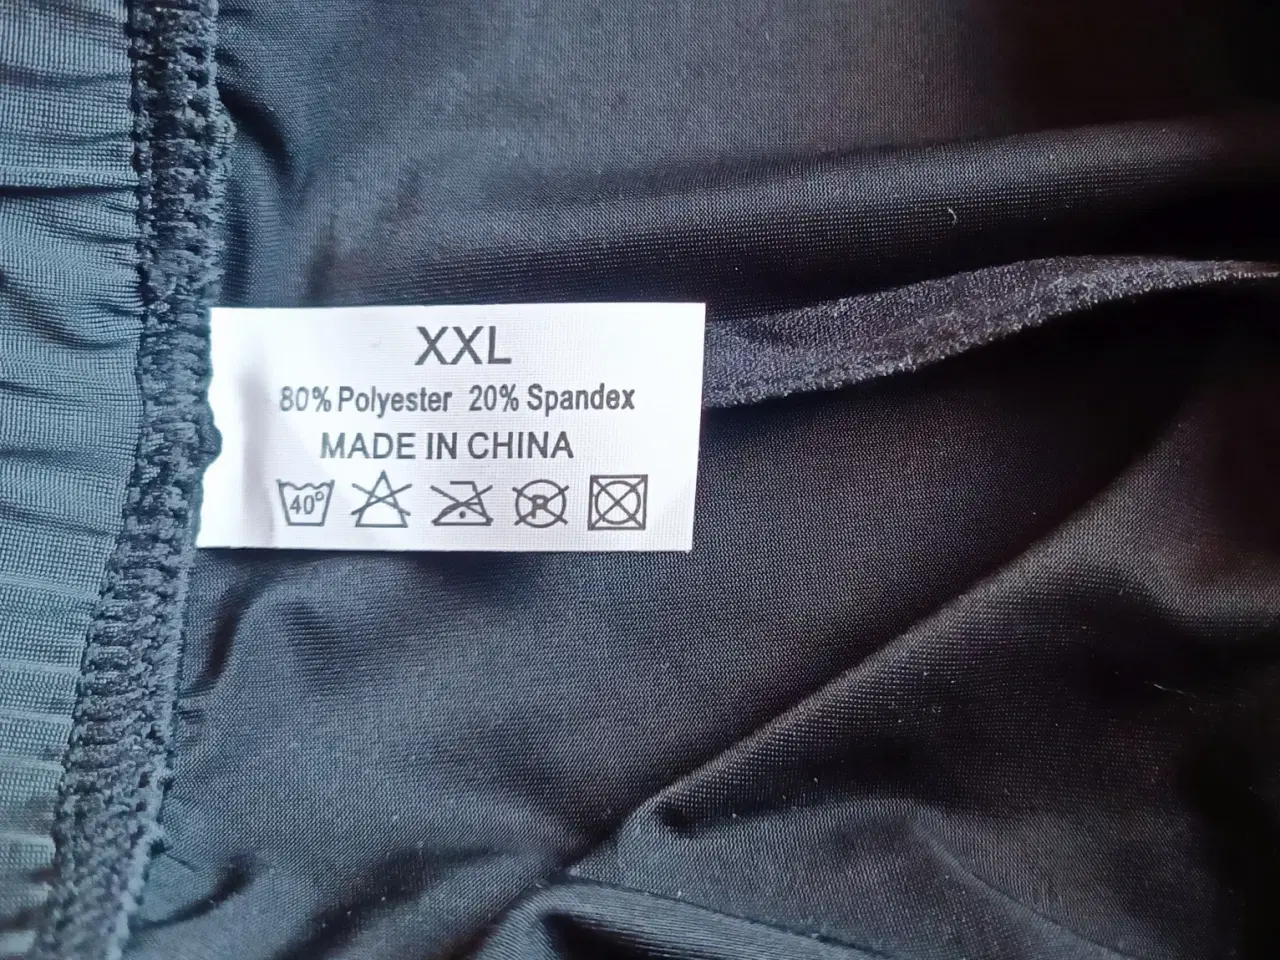 XXL
80% Polyester 20% Spandex
MADE IN CHINA
40° P